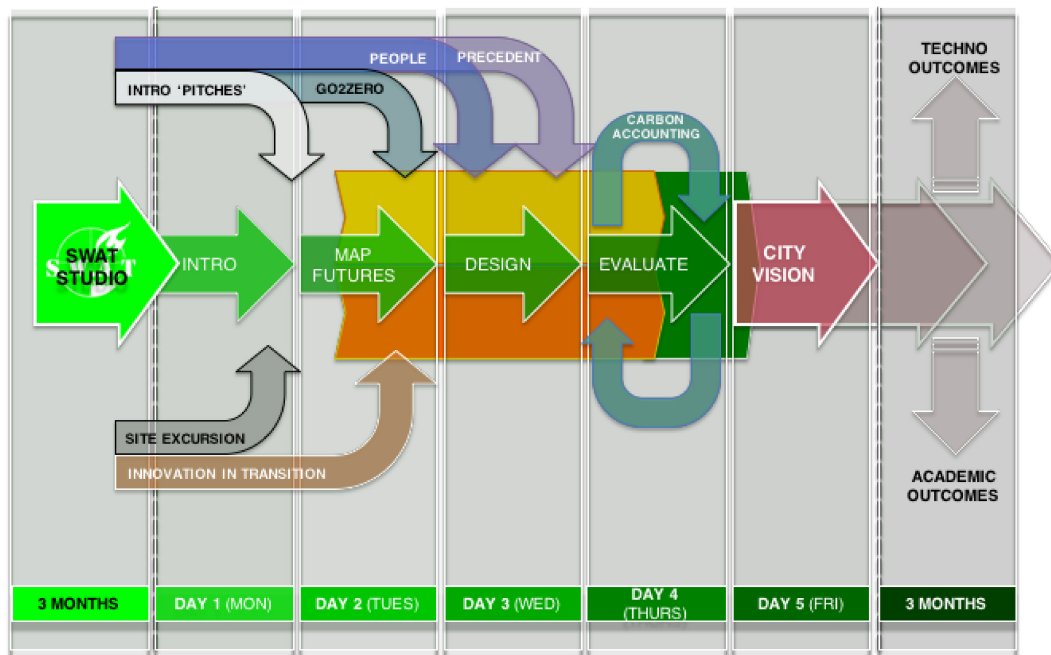 TECHNO
OUTCOMES
PEOPLE
PRECEDENT
INTRO ‘PITCHES’
GO2ZERO
CARBON
ACCOUNTING
SWAT
STUDIO
INTRO
MAP
FUTURES
DESIGN
EVALUATE
CITY
VISION
SITE EXCURSION
INNOVATION IN TRANSITION
ACADEMIC
OUTCOMES
3 MONTHS
DAY 1 (MON)
DAY 2 (TUES)
DAY 3 (WED)
DAY 4
(THURS)
DAY 5 (FRI)
3 MONTHS